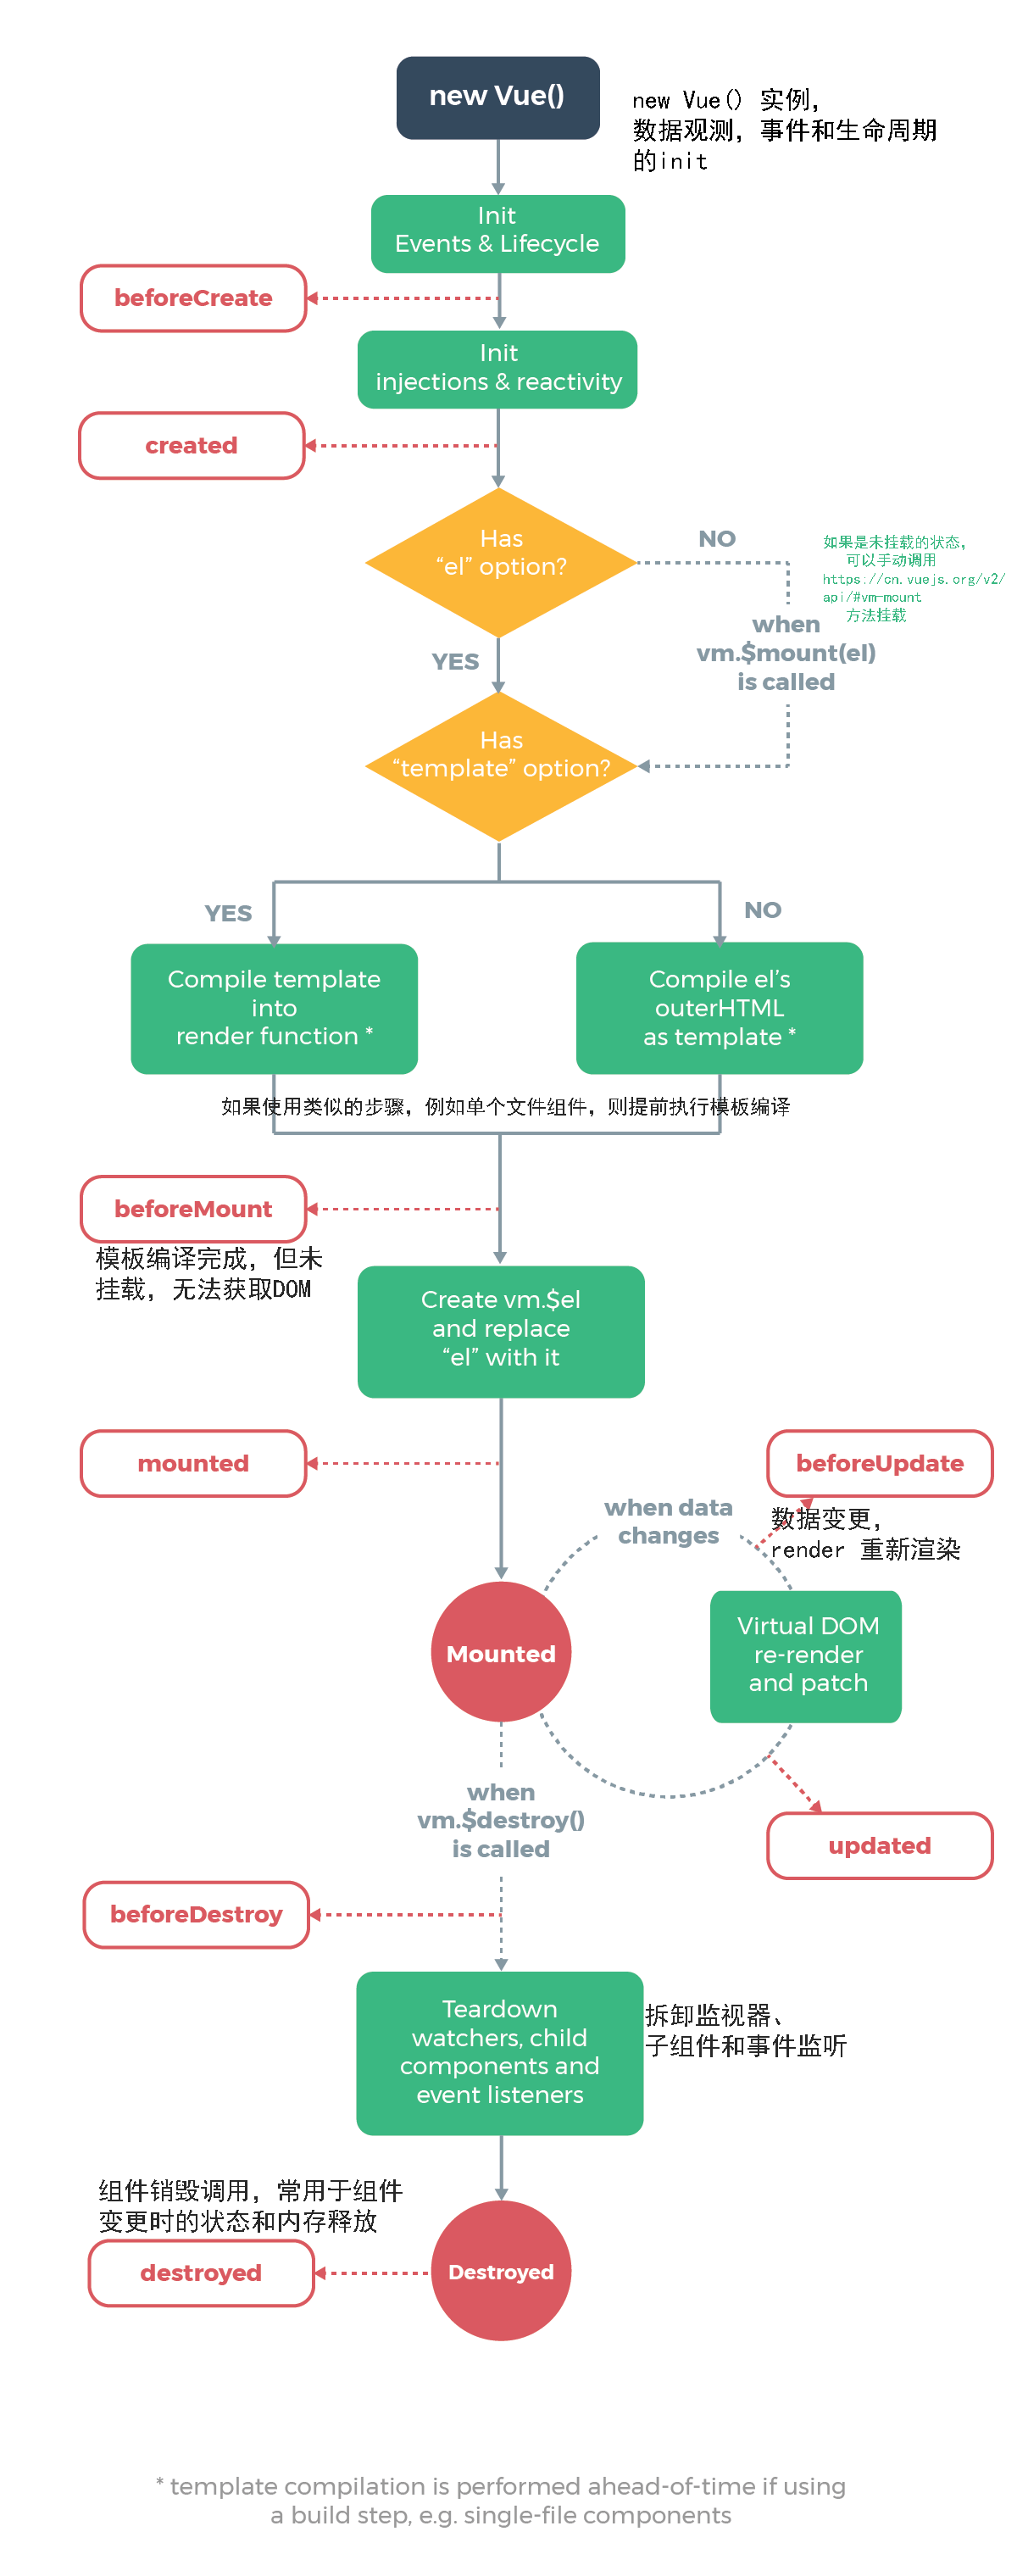 new Vue()
new Vue() 实例，
数据观测，事件和生命周期
的init
Init
Events & Lifecycle
beforeCreate
Init
injections & reactivity
created
Has
“el” option?
NO
如果是未挂载的状态，
可以手动调用
https://cn.vuejs.org/v2/
api/#vm-mount
方法挂载
when
vm.$mount(el)
is called
YES
Has
“template” option?
YES
NO
Compile template
into
render function *
Compile el’s
outerHTML
as template *
如果使用类似的步骤，例如单个文件组件，则提前执行模板编译
beforeMount
模板编译完成，但未
挂载，无法获取DOM
Create vm.$el
and replace
“el” with it
mounted
beforeUpdate
when data
changes
数据变更，
render 重新渲染
Mounted
Virtual DOM
re-render
and patch
when
vm.$destroy()
is called
updated
beforeDestroy
Teardown
watchers, child
components and
event listeners
拆卸监视器、
子组件和事件监听
组件销毁调用，常用于组件
变更时的状态和内存释放
destroyed
Destroyed
* template compilation is performed ahead-of-time if using
a build step, e.g. single-file components